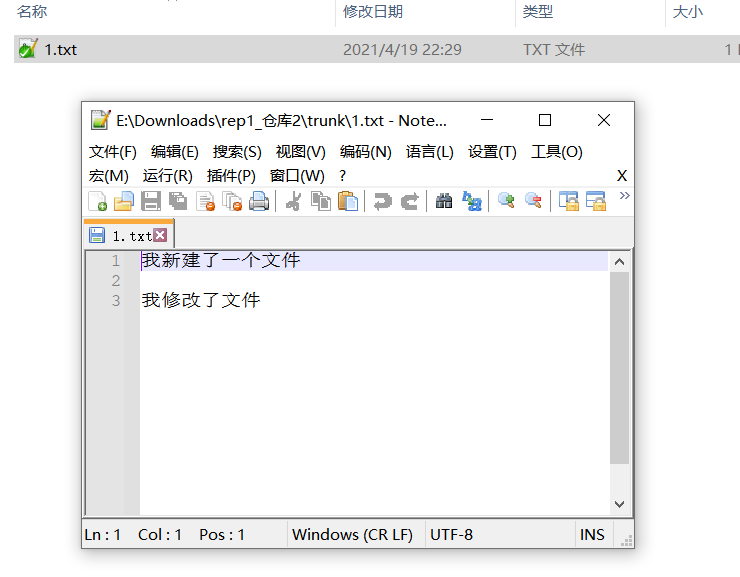 名称 修改日期 类型 大小
1.txt 2021/4/19 22:29 TXT 文件 1
E:\Downloads\rep1_仓库2\trunk\1.txt - Note...
文件(F) 编辑(E) 搜索(S) 视图(V) 编码(N) 语言(L) 设置(T) 工具(O)
宏(M) 运行(R) 插件(P) 窗口(W) ? X
1.txt
1 我新建了一个文件
2
3 我修改了文件
Ln : 1 Col : 1 Pos : 1 Windows (CR LF) UTF-8 INS